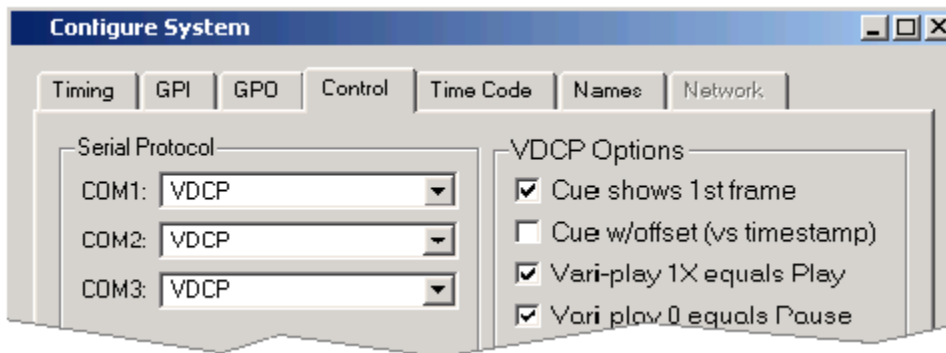 Configure System
Timing GPI GPO Control Time Code Names Network
Serial Protocol
COM1: VDCP
COM2: VDCP
COM3: VDCP
VDCP Options
Cue shows 1st frame
Cue w/offset (vs timestamp)
Vari-play 1X equals Play
Vari play 0 equals Pause